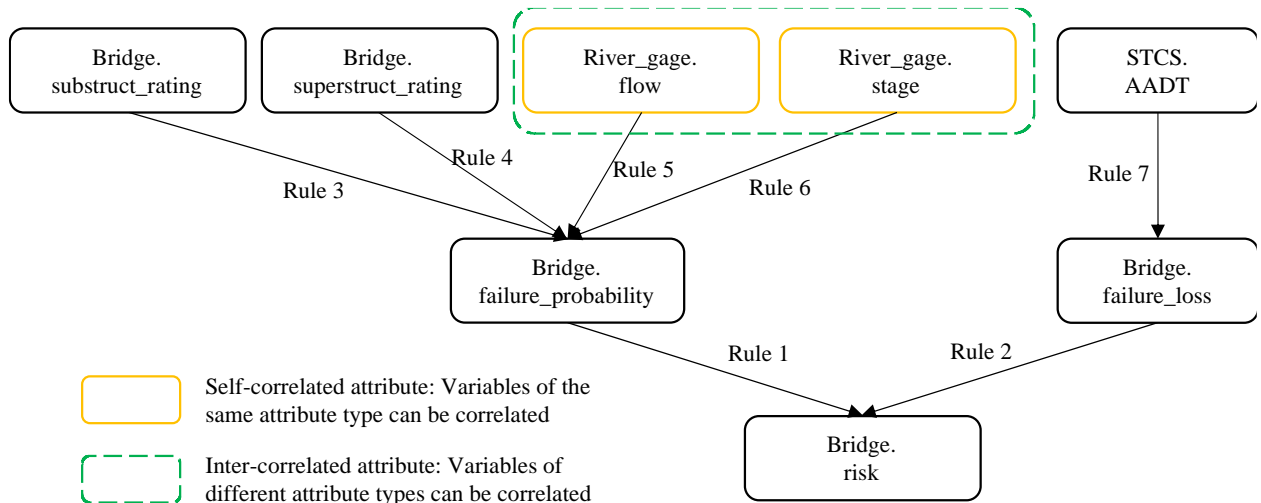 Bridge.
substruct_rating
Bridge.
superstruct_rating
River_gage.
flow
River_gage.
stage
STCS.
AADT
Rule 3
Rule 4
Rule 5
Rule 6
Rule 7
Bridge.
failure_probability
Bridge.
failure_loss
Rule 1
Rule 2
Bridge.
risk
Self-correlated attribute: Variables of the
same attribute type can be correlated
Inter-correlated attribute: Variables of
different attribute types can be correlated